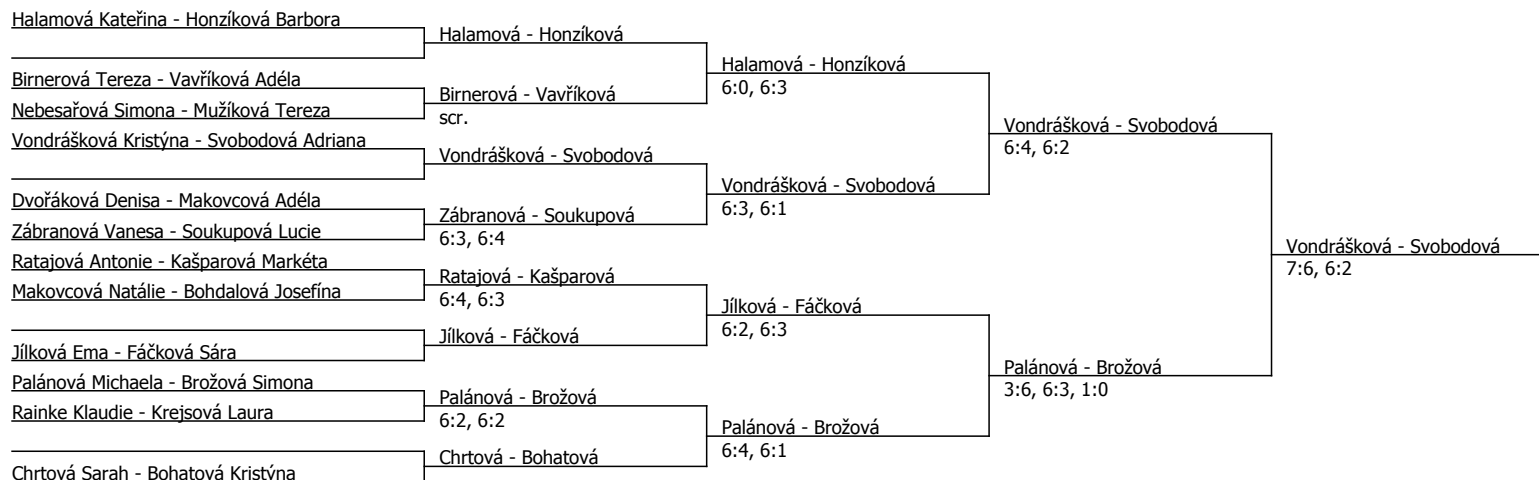 Halamová Kateřina - Honzíková Barbora
Birnerová Tereza - Vavříková Adéla
Nebesařová Simona - Mužíková Tereza
Vondrášková Kristýna - Svobodová Adriana
Dvořáková Denisa - Makovcová Adéla
Zábranová Vanesa - Soukupová Lucie
Ratajová Antonie - Kašparová Markéta
Makovcová Natálie - Bohdalová Josefína
Jílková Ema - Fáčková Sára
Palánová Michaela - Brožová Simona
Rainke Klaudie - Krejsová Laura
Chrtová Sarah - Bohatová Kristýna
Halamová - Honzíková
Birnerová - Vavříková
scr.
Vondrášková - Svobodová
Zábranová - Soukupová
6:3, 6:4
Ratajová - Kašparová
6:4, 6:3
Jílková - Fáčková
Palánová - Brožová
6:2, 6:2
Chrtová - Bohatová
Halamová - Honzíková
6:0, 6:3
Vondrášková - Svobodová
6:3, 6:1
Jílková - Fáčková
6:2, 6:3
Palánová - Brožová
6:4, 6:1
Vondrášková - Svobodová
6:4, 6:2
Palánová - Brožová
3:6, 6:3, 1:0
Vondrášková - Svobodová
7:6, 6:2